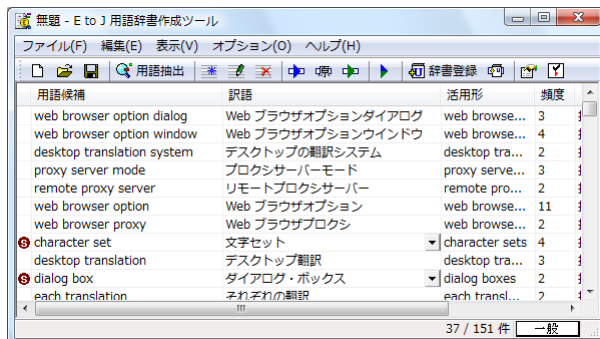 無題 - E to J 用語辞書作成ツール
ファイル(F) 編集(E) 表示(V) オプション(O) ヘルプ(H)
用語抽出 訳 辞書登録
用語候補 訳語 活用形 頻度
web browser option dialog Web ブラウザオプションダイアログ web browse... 3
web browser option window Web ブラウザオプションウインドウ web browse... 4
desktop translation system デスクトップの翻訳システム desktop tra... 2
proxy server mode プロクシサーバーモード proxy serve... 3
remote proxy server リモートプロクシサーバー remote pro... 2
web browser option Web ブラウザオプション web browse... 11
web browser proxy Web ブラウザプロクシ web browse... 2
S character set 文字セット character sets 4
desktop translation デスクトップ翻訳 desktop tra... 3
S dialog box ダイアログ・ボックス dialog boxes 2
each translation それぞれの翻訳 each transl... 2
37 / 151 件 一般